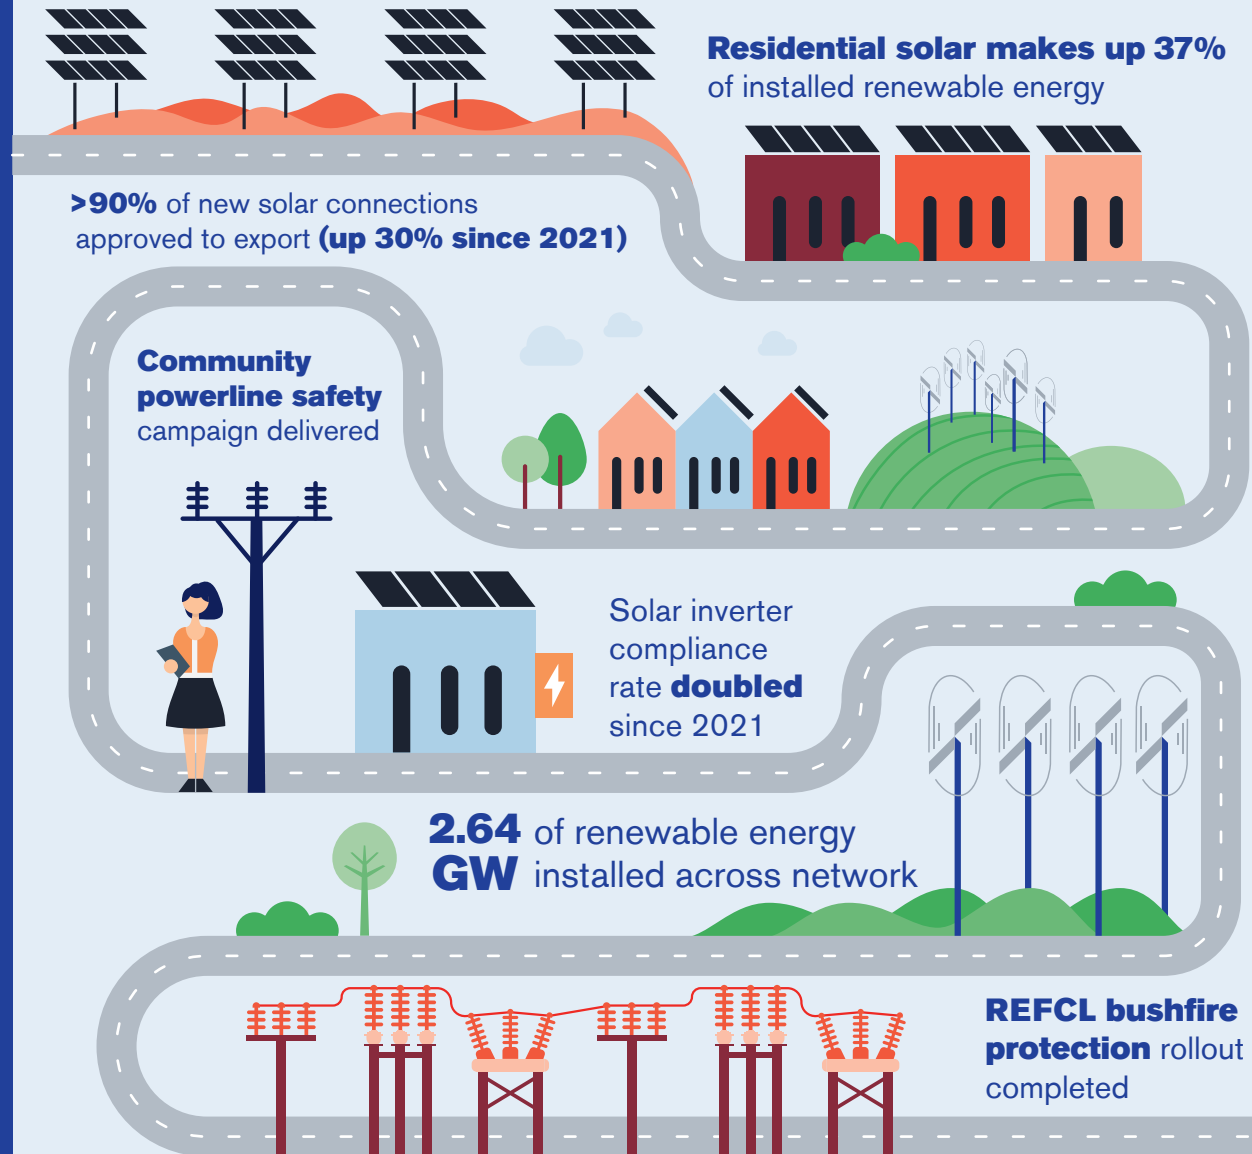 Residential solar makes up 37%
of installed renewable energy
>90% of new solar connections
approved to export (up 30% since 2021)
Community
powerline safety
campaign delivered
Solar inverter
compliance
rate doubled
since 2021
2.64 of renewable energy
GW installed across network
REFCL bushfire
protection rollout
completed